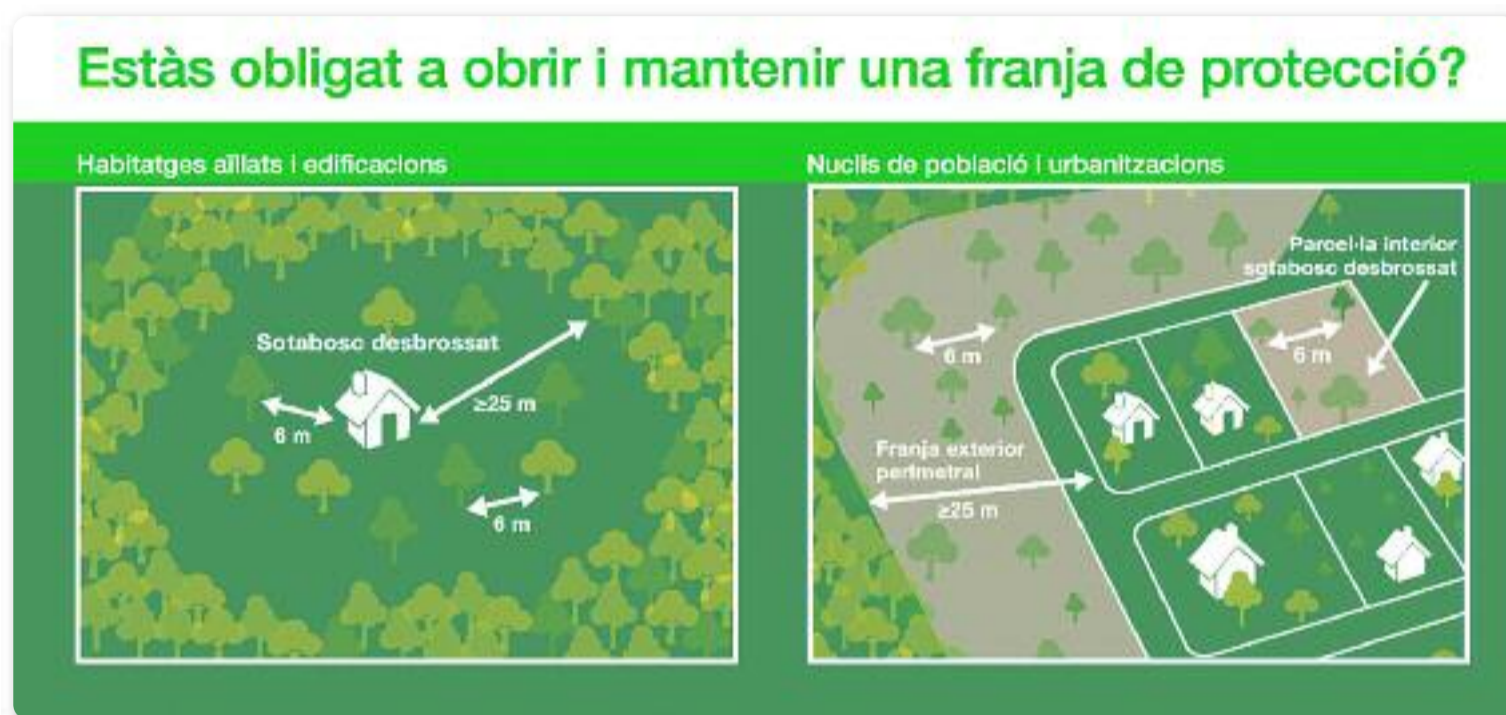 Estàs obligat a obrir i mantenir una franja de protecció?
Habitatges aïllats i edificacions
Sotabosc desbrossat
≥25 m
6 m
6 m
Nuclis de població i urbanitzacions
Parcel·la interior
sotabosc desbrossat
6 m
6 m
Franja exterior
perimetral
≥25 m